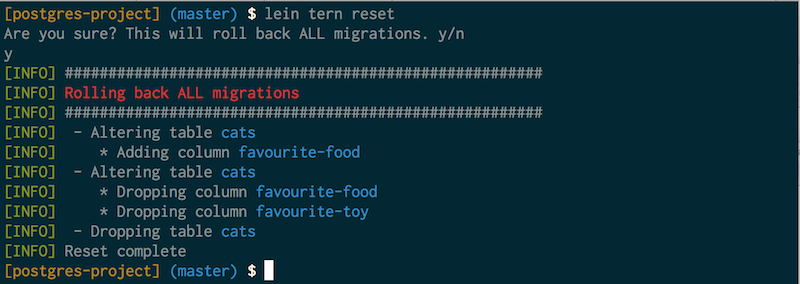 [postgres-project] (master) $ lein tern reset
Are you sure? This will roll back ALL migrations. y/n
y
[INFO] #######################################################
[INFO] Rolling back ALL migrations
[INFO] #######################################################
[INFO]  - Altering table cats
[INFO]     * Adding column favourite-food
[INFO]  - Altering table cats
[INFO]     * Dropping column favourite-food
[INFO]     * Dropping column favourite-toy
[INFO]  - Dropping table cats
[INFO] Reset complete
[postgres-project] (master) $